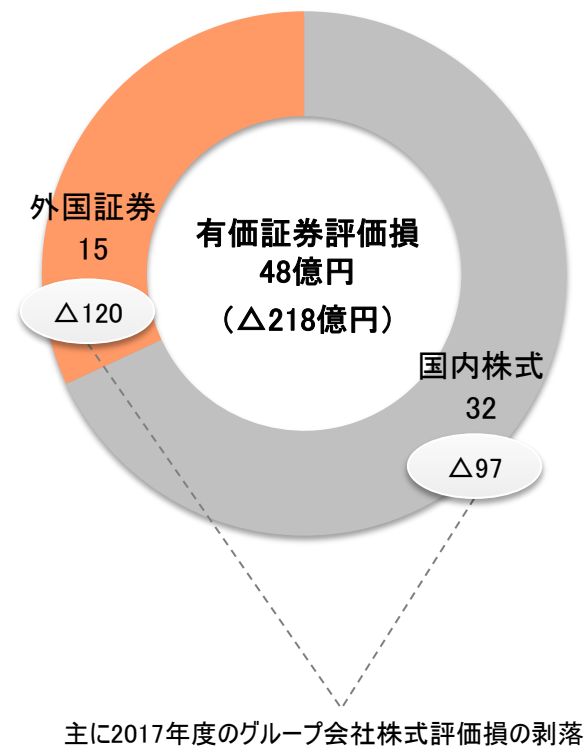 外国証券
15
△120
有価証券評価損
48億円
（△218億円）
国内株式
32
△97
主に2017年度のグループ会社株式評価損の剥落